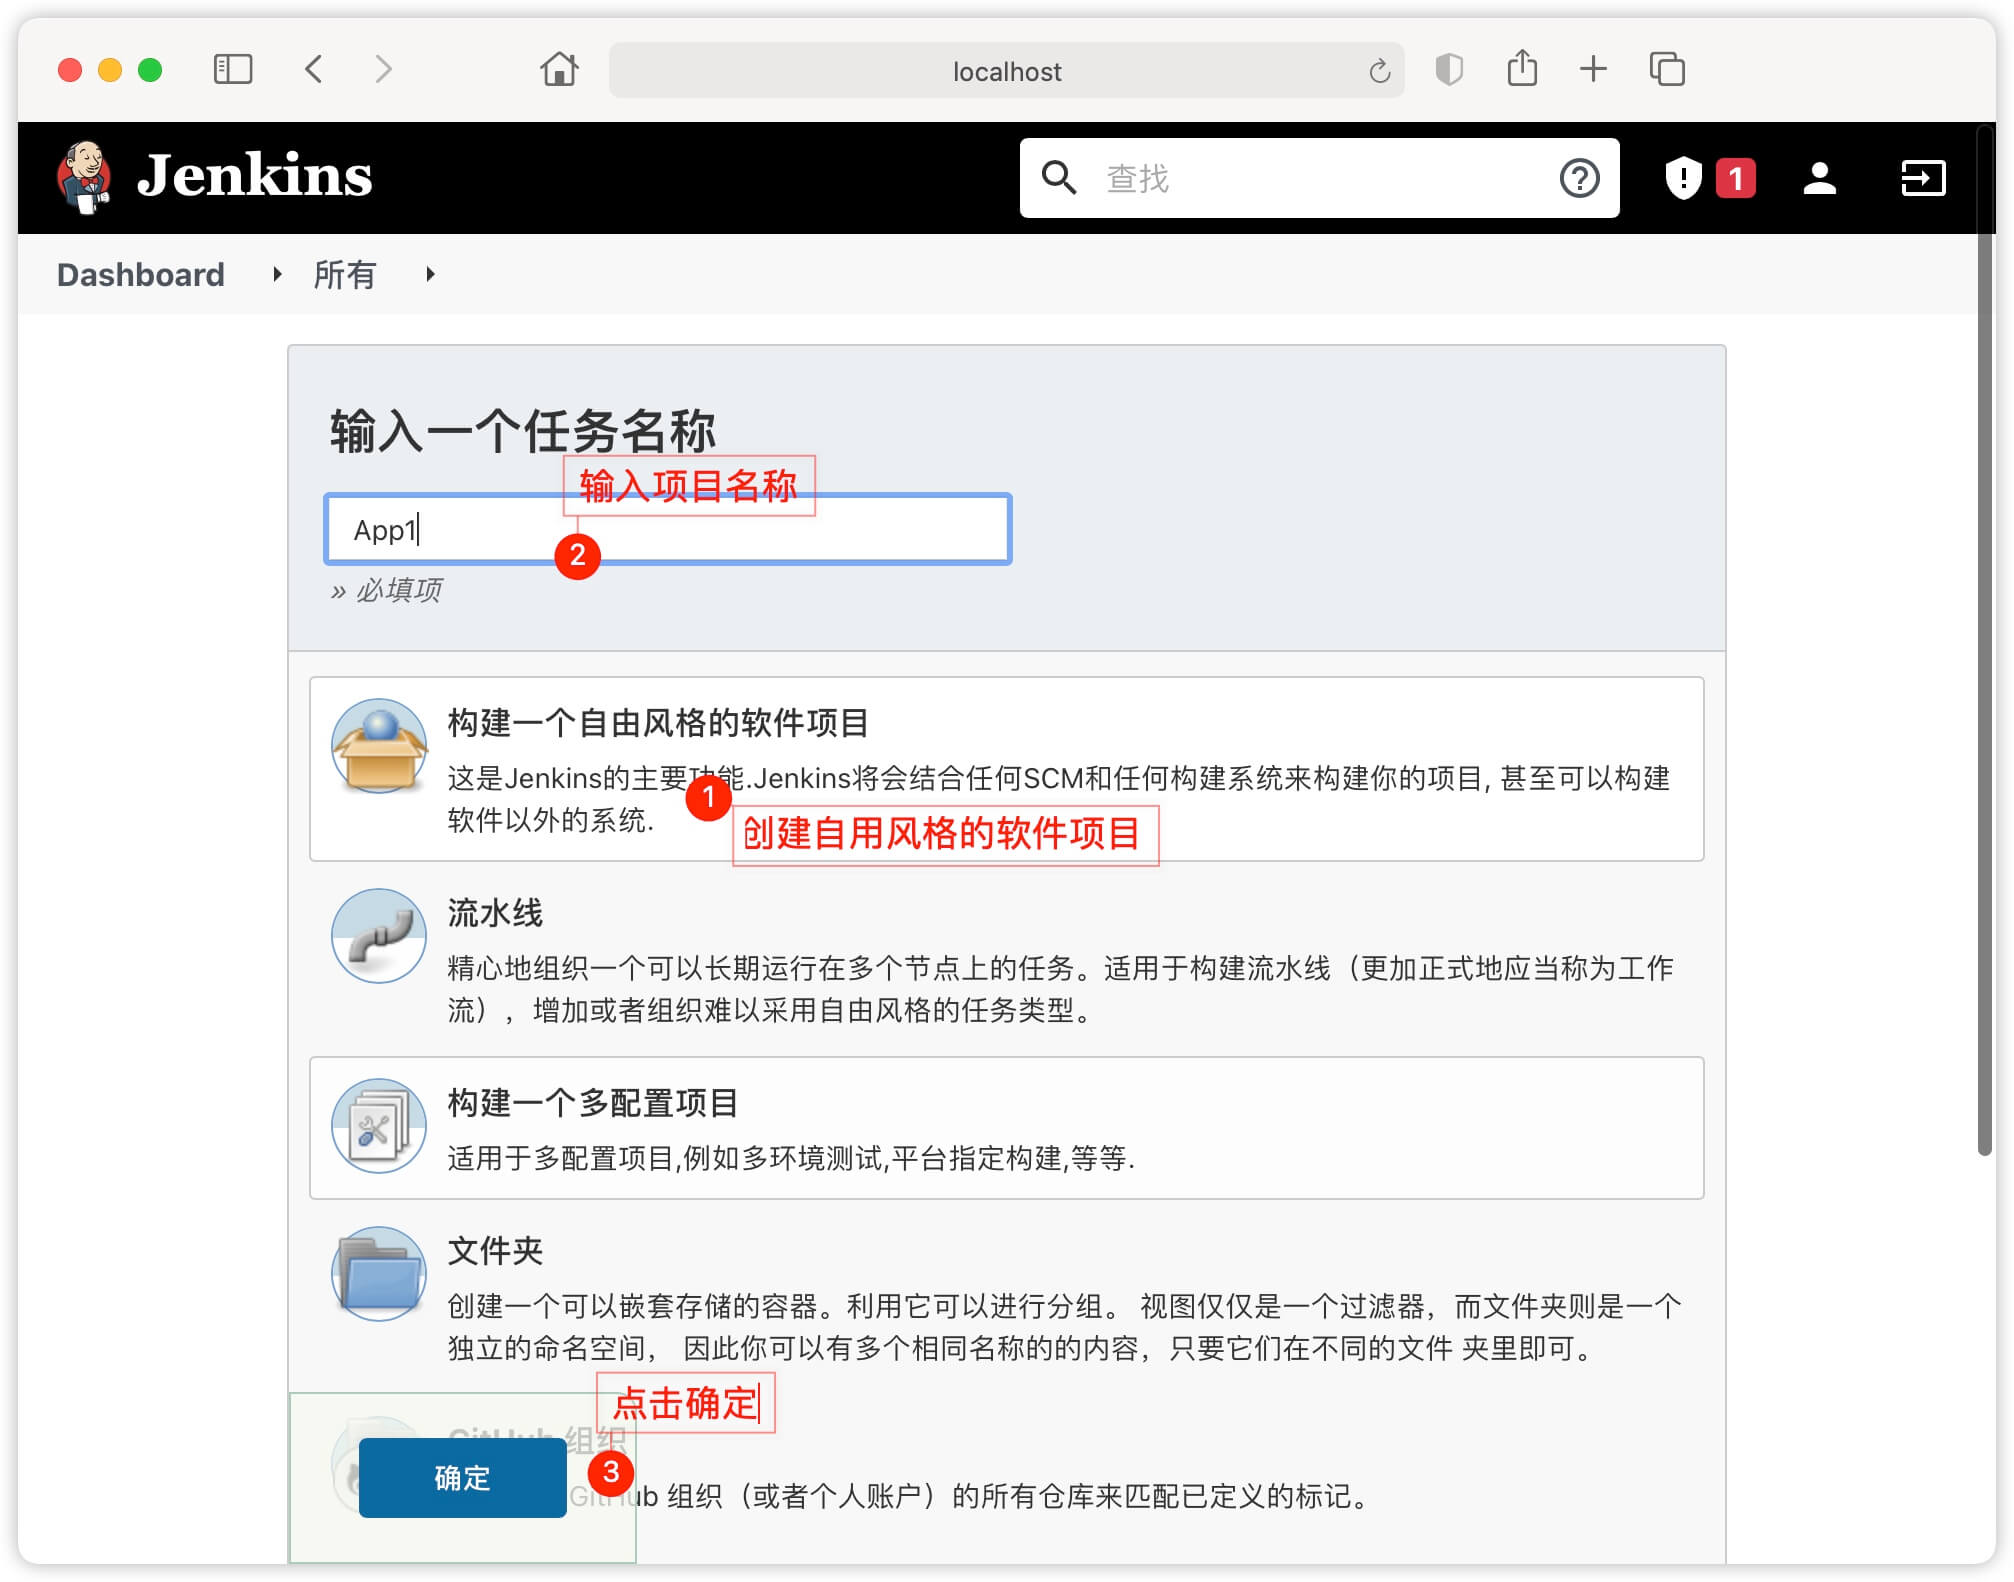 localhost
Jenkins
查找
1
Dashboard
所有
输入一个任务名称
输入项目名称
App1
2
» 必填项
构建一个自由风格的软件项目
这是Jenkins的主要功能.Jenkins将会结合任何SCM和任何构建系统来构建你的项目, 甚至可以构建
软件以外的系统.
1
创建自用风格的软件项目
流水线
精心地组织一个可以长期运行在多个节点上的任务。适用于构建流水线（更加正式地应当称为工作
流），增加或者组织难以采用自由风格的任务类型。
构建一个多配置项目
适用于多配置项目,例如多环境测试,平台指定构建,等等.
文件夹
创建一个可以嵌套存储的容器。利用它可以进行分组。 视图仅仅是一个过滤器，而文件夹则是一个
独立的命名空间， 因此你可以有多个相同名称的的内容，只要它们在不同的文件 夹里即可。
点击确定
GitHub 组织
确定
3
GitHub 组织（或者个人账户）的所有仓库来匹配已定义的标记。